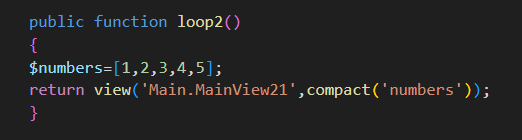 public function loop2()
{
$numbers=[1,2,3,4,5];
return view('Main.MainView21',compact('numbers'));
}